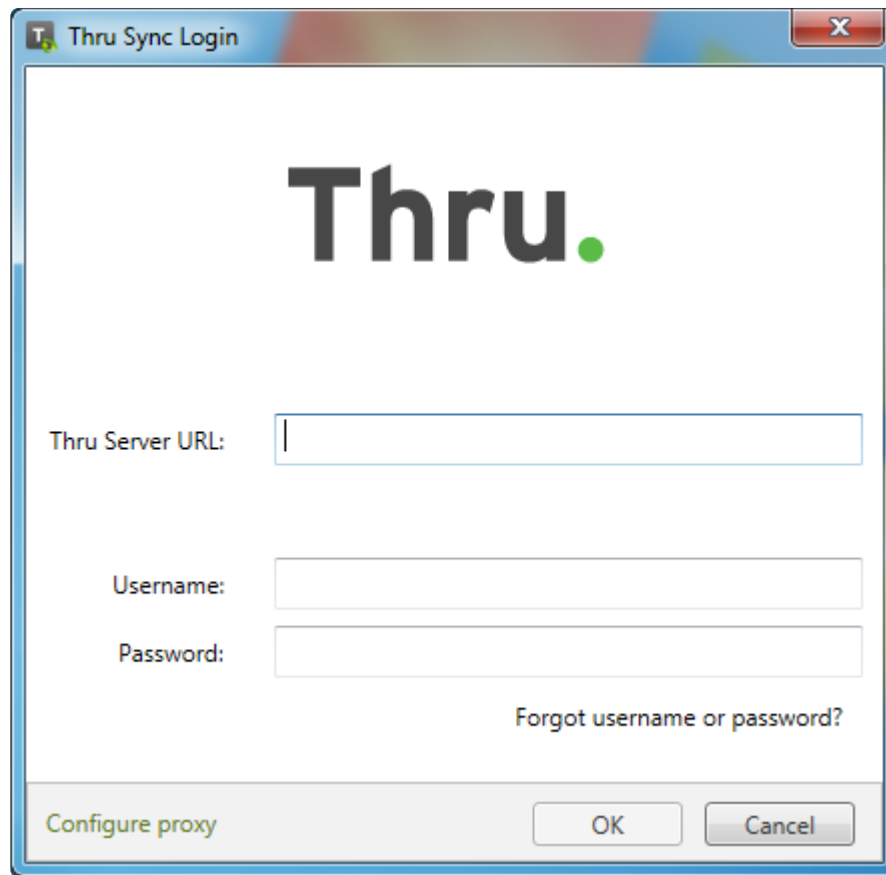 Thru Sync Login
Thru.
Thru Server URL:
Username:
Password:
Forgot username or password?
Configure proxy OK Cancel